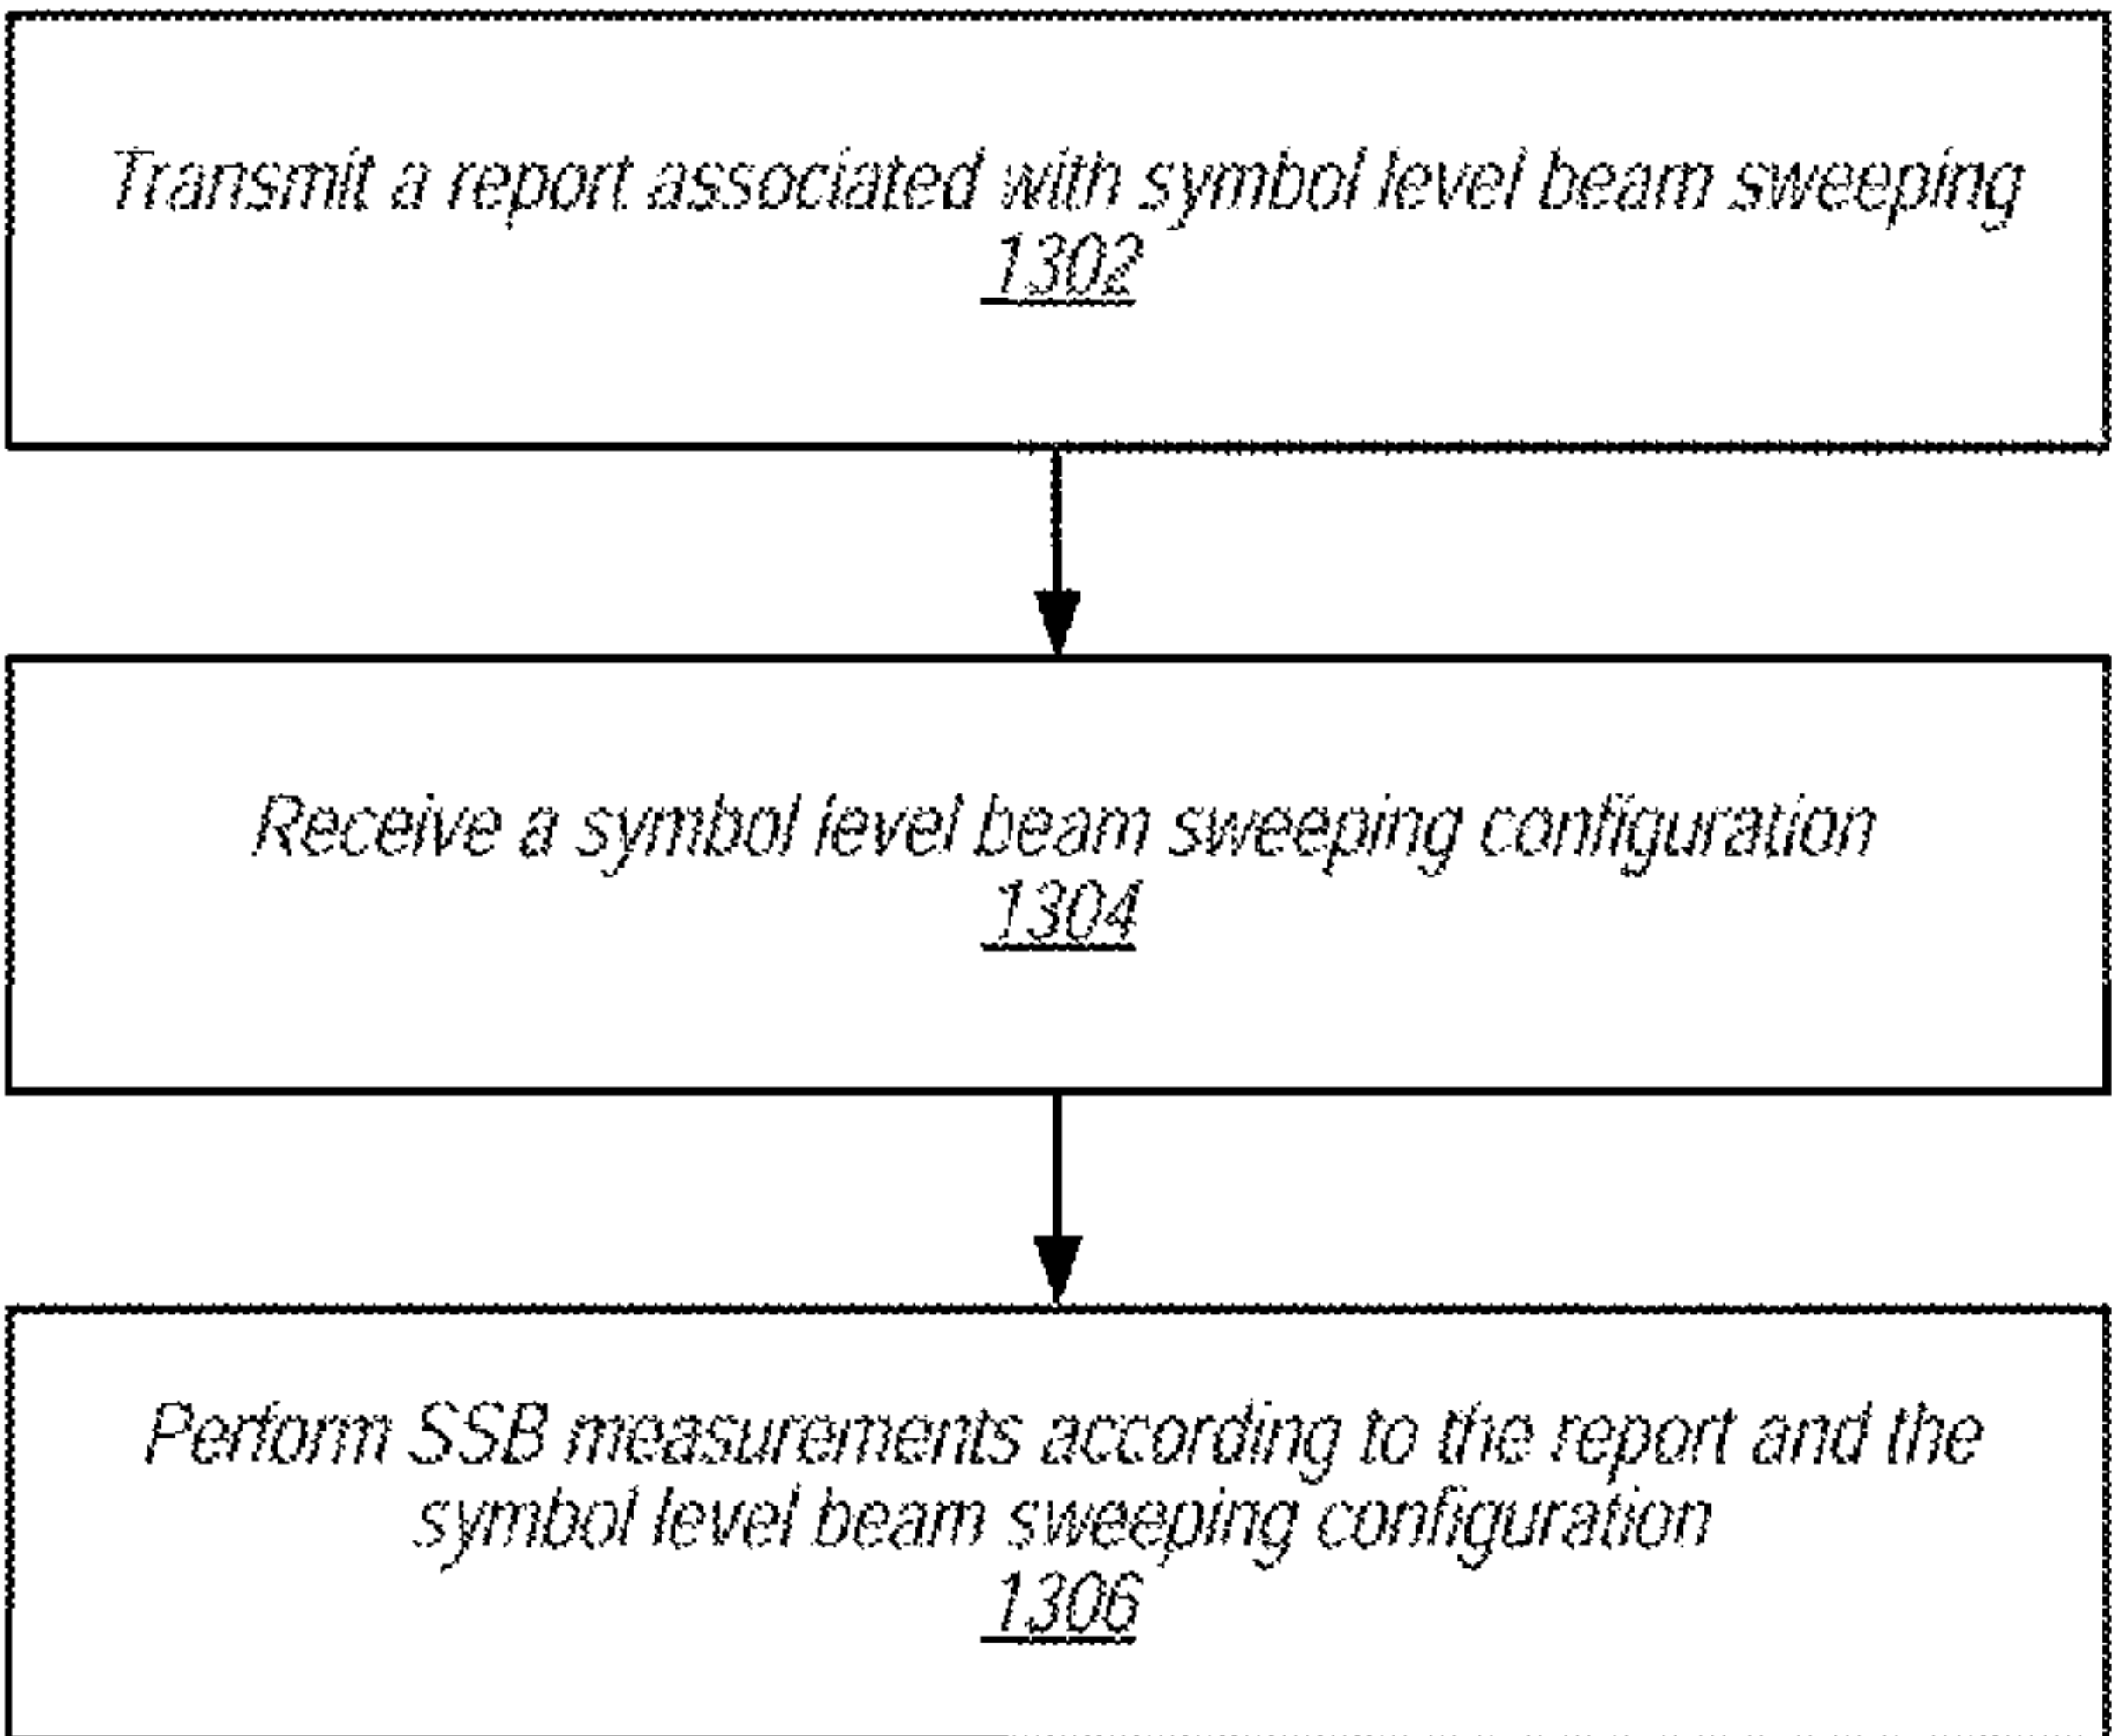 Transmit a report associated with symbol level beam sweeping
1302
Receive a symbol level beam sweeping configuration
1304
Perform SSB measurements according to the report and the
symbol level beam sweeping configuration
1306